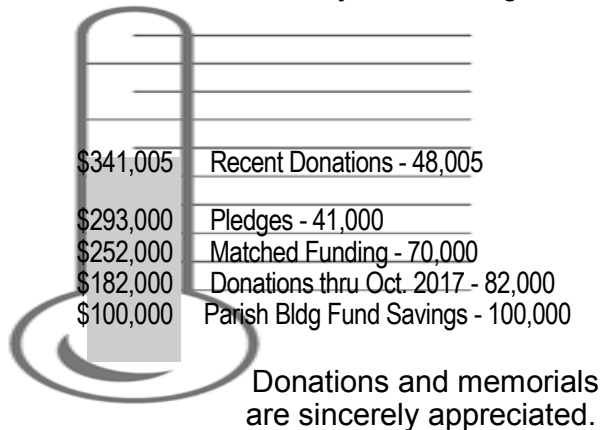 $341,005 Recent Donations - 48,005
$293,000 Pledges - 41,000
$252,000 Matched Funding - 70,000
$182,000 Donations thru Oct. 2017 - 82,000
$100,000 Parish Bldg Fund Savings - 100,000
Donations and memorials
are sincerely appreciated.